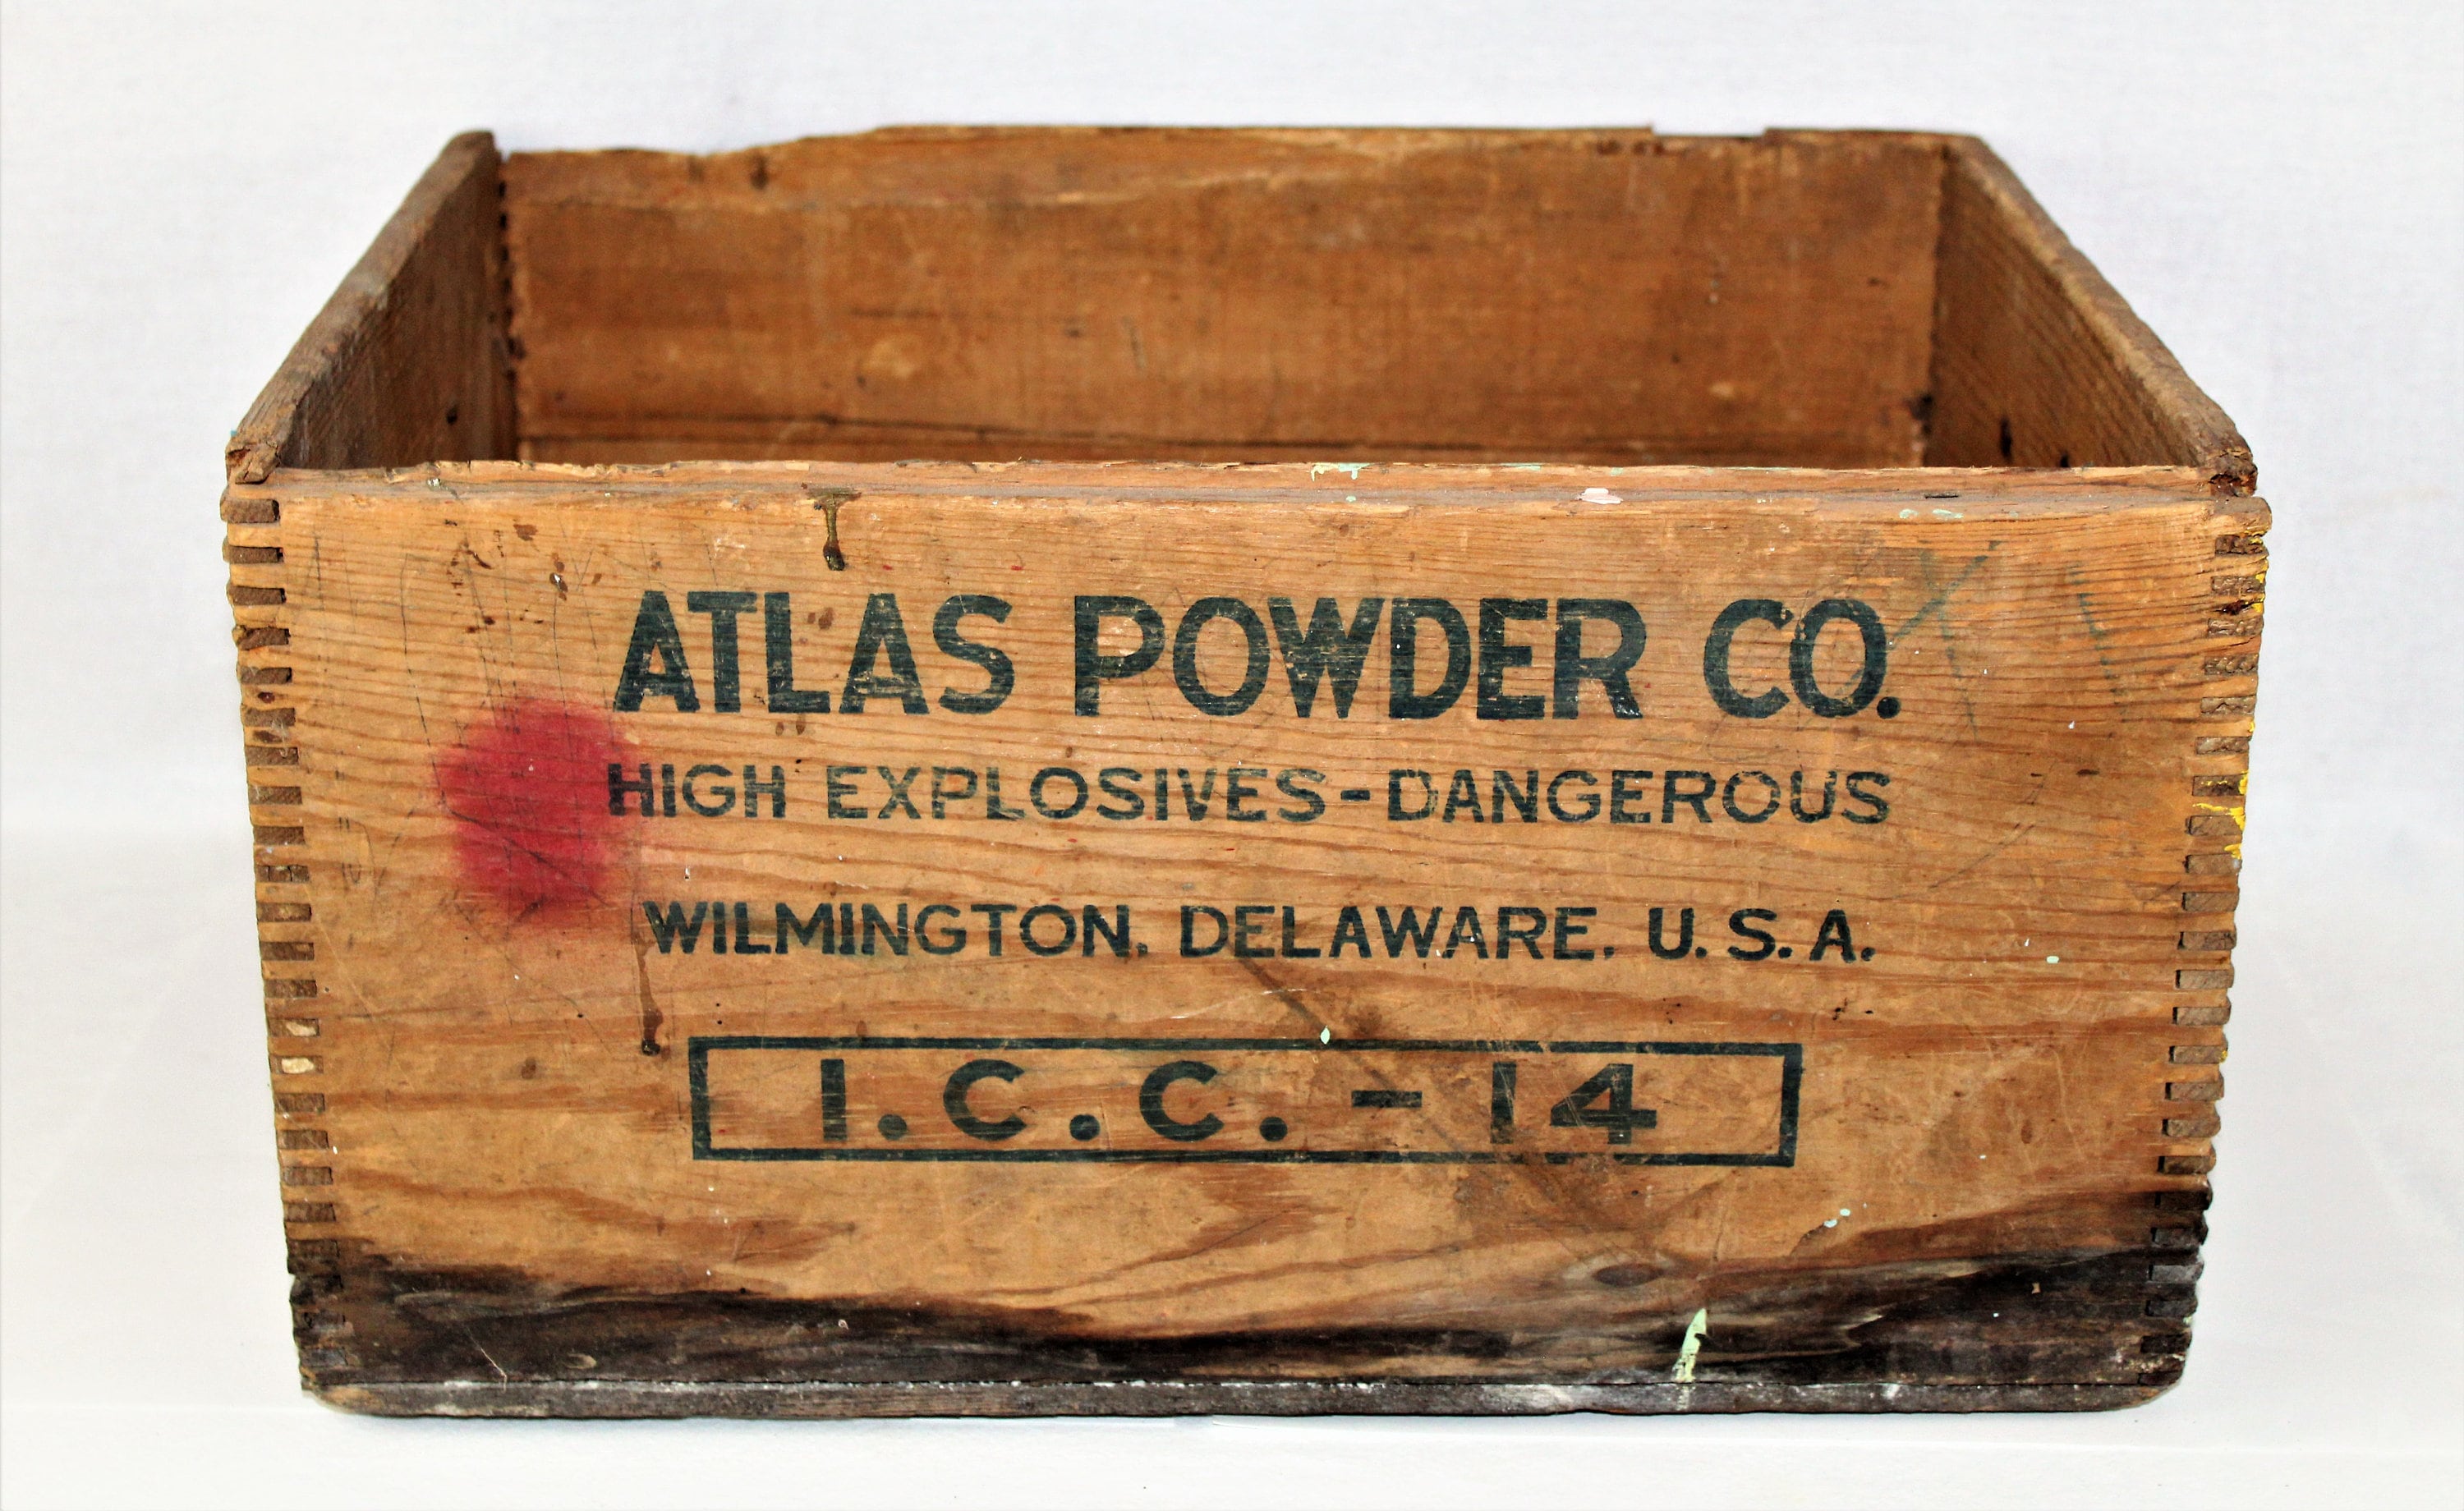 ATLAS POWDER CO.
HIGH EXPLOSIVES-DANGEROUS
WILMINGTON, DELAWARE, U.S.A.
I.C.C. - 14